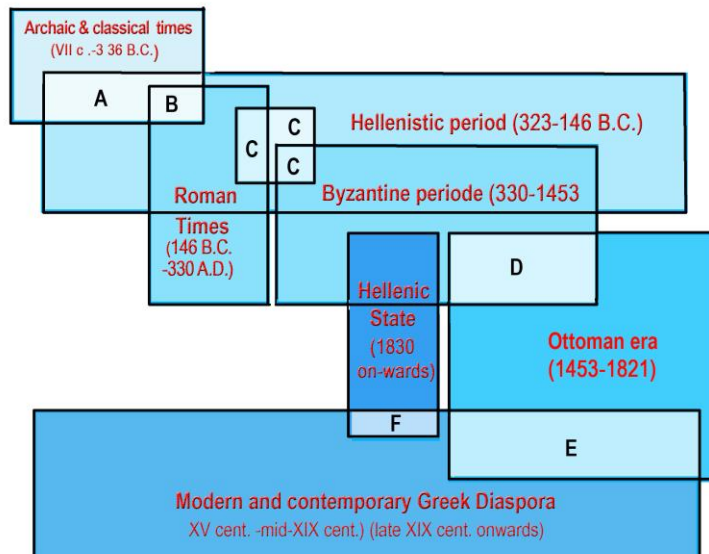 Archaic & classical times
(VII c .-3 36 B.C.)
A
B
C
C
C
Hellenistic period (323-146 B.C.)
Byzantine periode (330-1453
Roman
Times
(146 B.C.
-330 A.D.)
D
Hellenic
State
(1830
on-wards)
Ottoman era
(1453-1821)
F
E
Modern and contemporary Greek Diaspora
XV cent. -mid-XIX cent.) (late XIX cent. onwards)